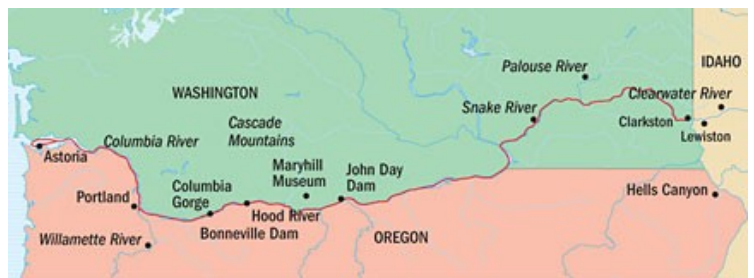 IDAHO
Palouse River
WASHINGTON
Clearwater River
Snake River
Cascade
Mountains
Clarkston
Columbia River
Lewiston
Astoria
Maryhill
Museum
John Day
Dam
Columbia
Gorge
Hells Canyon
Portland
Hood River
Bonneville Dam
Willamette River
OREGON